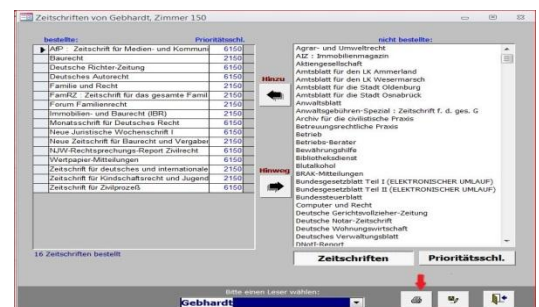 Zeitschriften von Gebhardt, Zimmer 150
bestellte: Prioritätsschl.
AfP : Zeitschrift für Medien- und Kommuni 6150
Baurecht 2150
Deutsche Richter-Zeitung 6150
Deutsches Autorecht 6150
Familie und Recht 2150
FamRZ : Zeitschrift für das gesamte Famil 2150
Forum Familienrecht 2150
Immobilien- und Baurecht (IBR) 2150
Monatsschrift für Deutsches Recht 6150
Neue Juristische Wochenschrift I 6150
Neue Zeitschrift für Baurecht und Vergaber 2150
NJW-Rechtsprechungs-Report Zivilrecht 6150
Wertpapier-Mitteilungen 6150
Zeitschrift für deutsches und internationale 2150
Zeitschrift für Kindschaftsrecht und Jugend 2150
Zeitschrift für Zivilprozeß 6150
16 Zeitschriften bestellt
Hinzu
Hinweg
nicht bestellte:
Agrar- und Umweltrecht
AIZ : Immobilienmagazin
Aktiengesellschaft
Amtsblatt für den LK Ammerland
Amtsblatt für den LK Wesermarsch
Amtsblatt für die Stadt Oldenburg
Amtsblatt für die Stadt Osnabrück
Anwaltsblatt
Anwaltsgebühren-Spezial : Zeitschrift f. d. ges. G
Archiv für die civilistische Praxis
Betreuungsrechtliche Praxis
Betrieb
Betriebs-Berater
Bewährungshilfe
Bibliotheksdienst
Blutalkohol
BRAK-Mitteilungen
Bundesgesetzblatt Teil I (ELEKTRONISCHER UMLAUF)
Bundesgesetzblatt Teil II (ELEKTRONISCHER UMLAUF)
Bundessteuerblatt
Computer und Recht
Deutsche Gerichtsvollzieher-Zeitung
Deutsche Notar-Zeitschrift
Deutsche Wohnungswirtschaft
Deutsches Verwaltungsblatt
DNotI-Report
Zeitschriften Prioritätsschl.
Bitte einen Leser wählen:
Gebhardt